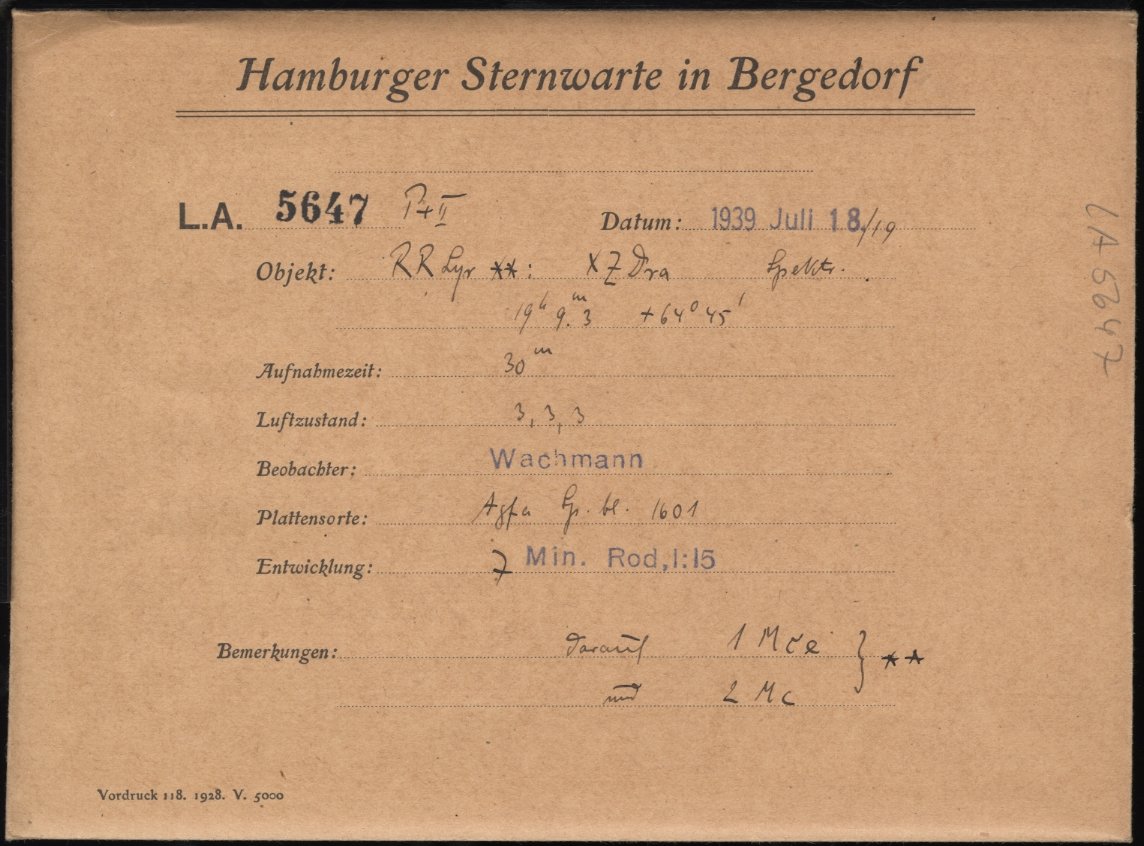 Hamburger Sternwarte in Bergedorf
L.A. 5647 P+II Datum: 1939 Juli 18./19
Objekt: RR Lyr **: XZ Dra Spektr.
19h 9.m3 +64° 45'
Aufnahmezeit: 30m
Luftzustand: 3, 3, 3
Beobachter: Wachmann
Plattensorte: Agfa Sp. bl. 1601
Entwicklung: 7 Min. Rod, 1:15
Bemerkungen: darauf 1 Mce } **
und 2 Mc
Vordruck 118. 1928. V. 5000
LA 5647